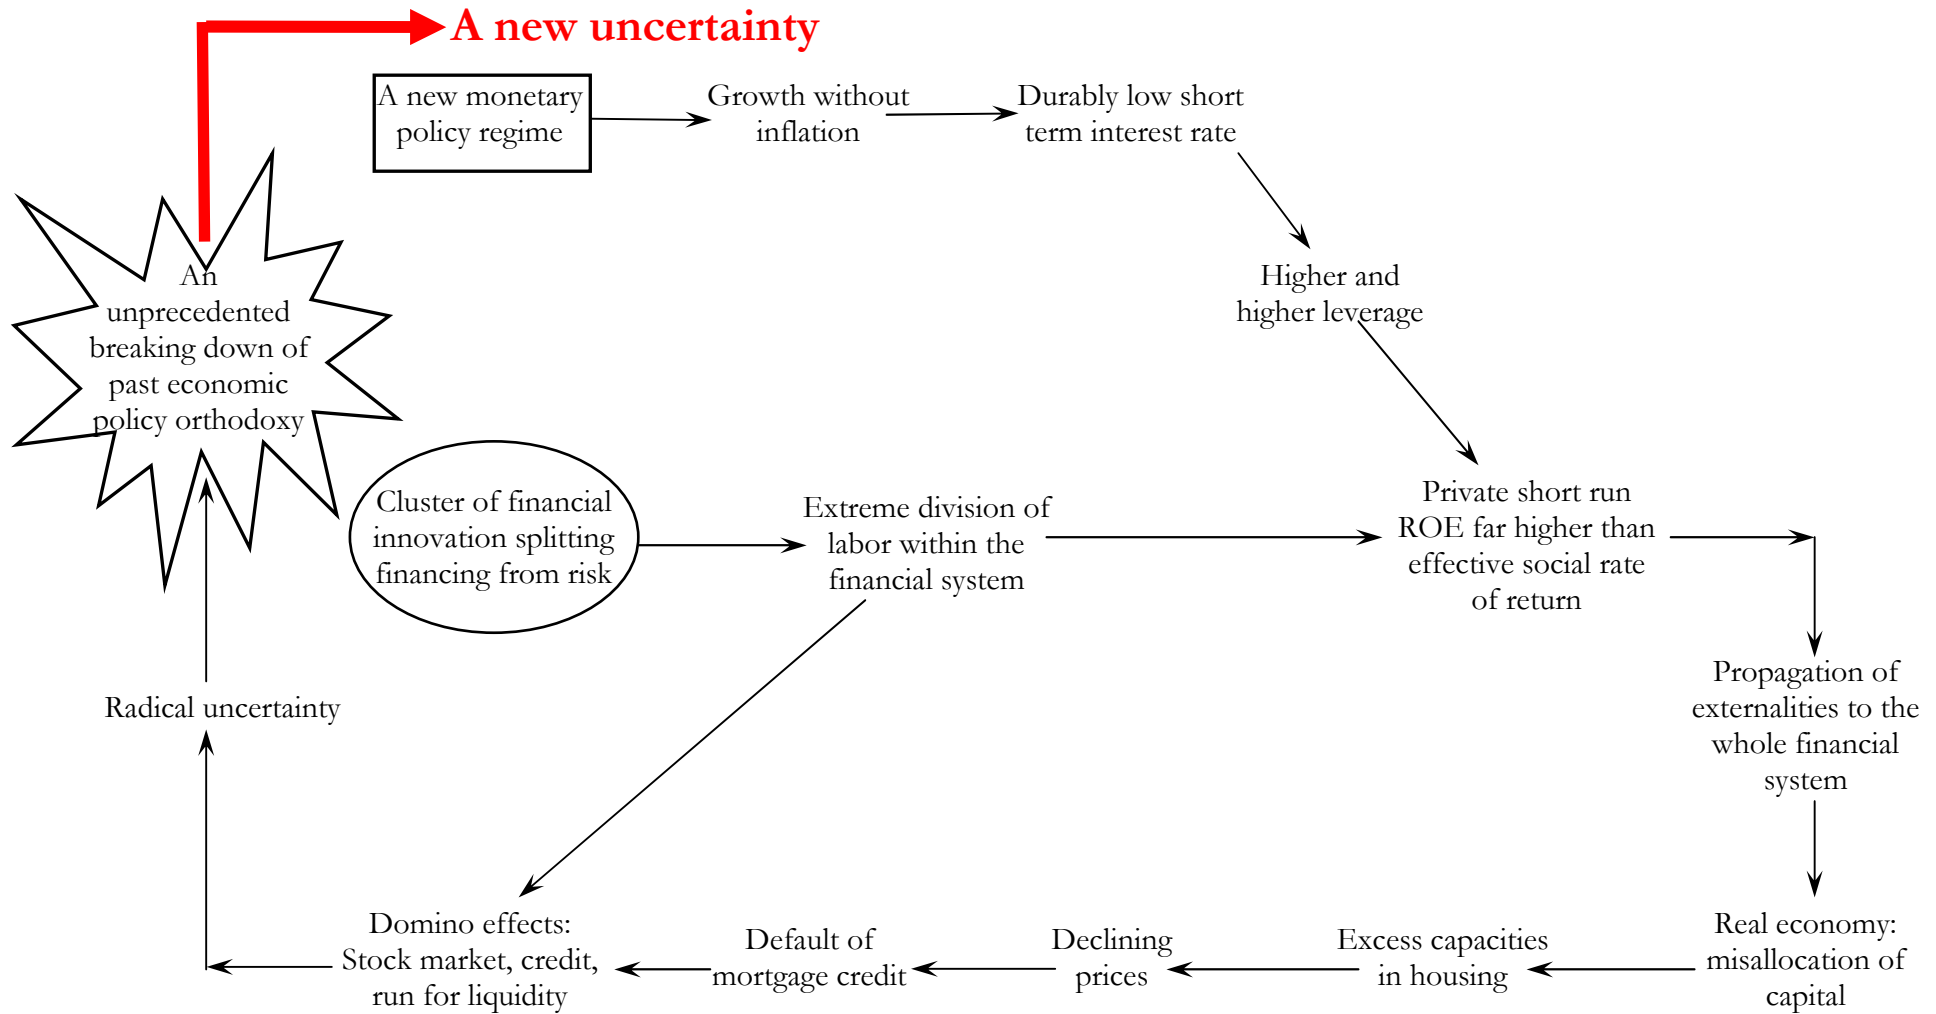 A new uncertainty
A new monetary
policy regime
Growth without
inflation
Durably low short
term interest rate
Higher and
higher leverage
An
unprecedented
breaking down of
past economic
policy orthodoxy
Cluster of financial
innovation splitting
financing from risk
Extreme division of
labor within the
financial system
Private short run
ROE far higher than
effective social rate
of return
Propagation of
externalities to the
whole financial
system
Radical uncertainty
Domino effects:
Stock market, credit,
run for liquidity
Default of
mortgage credit
Declining
prices
Excess capacities
in housing
Real economy:
misallocation of
capital